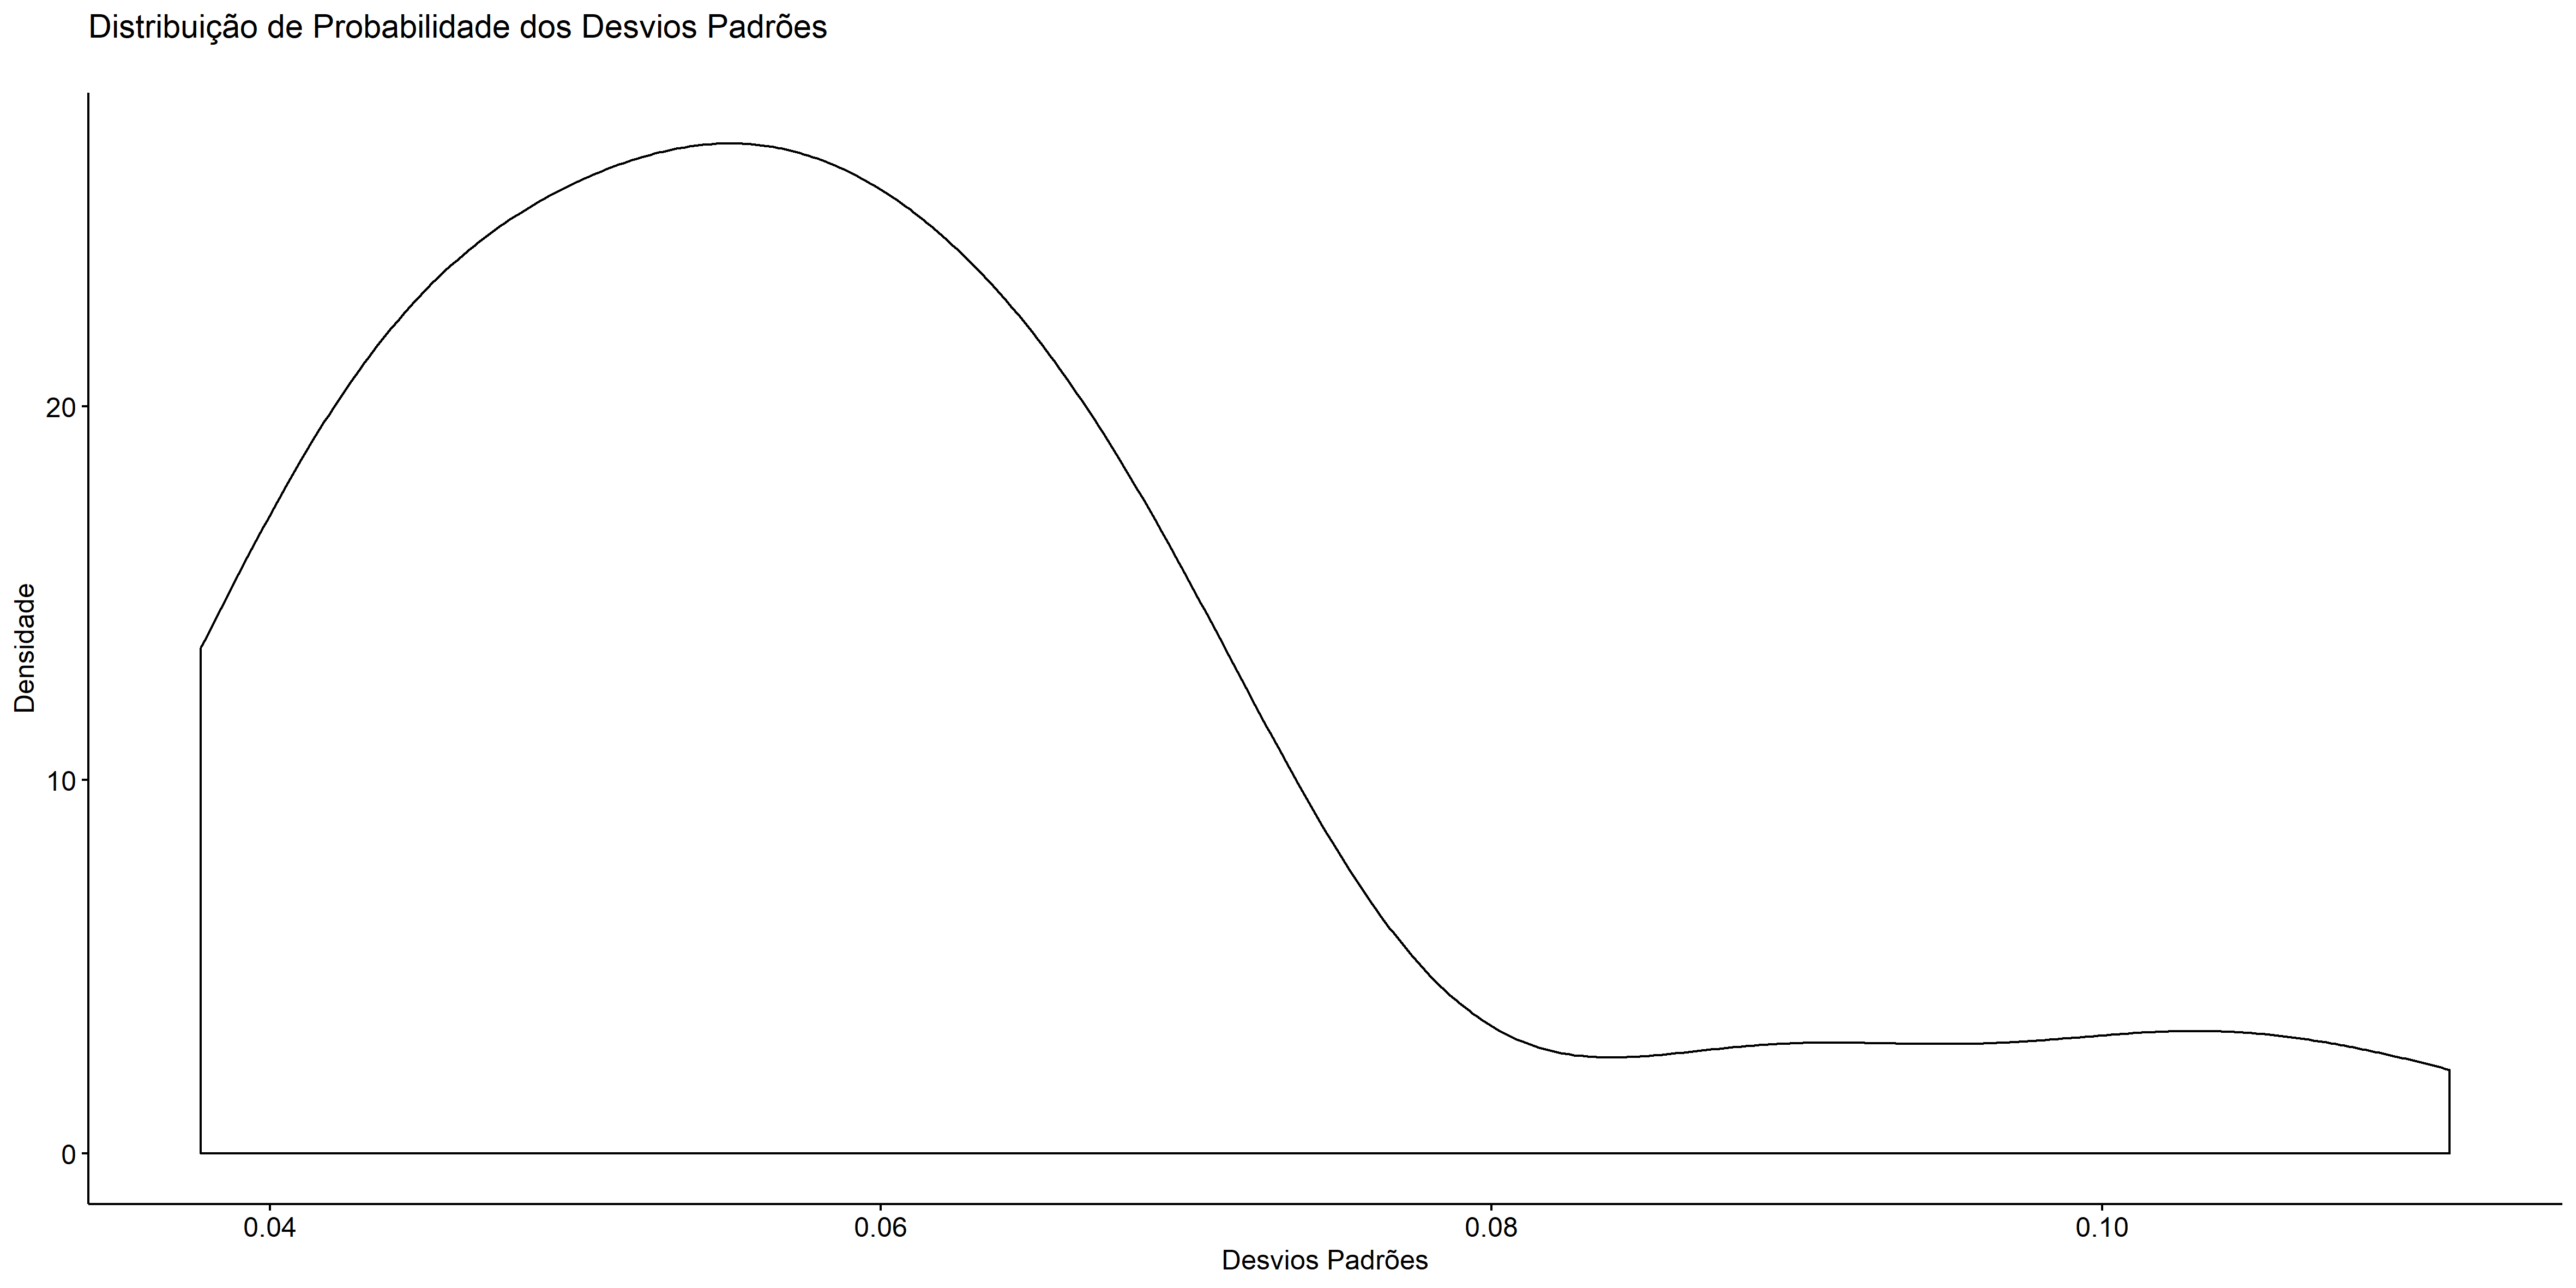 Distribuição de Probabilidade dos Desvios Padrões
20
10
0
Densidade
0.04 0.06 0.08 0.10
Desvios Padrões